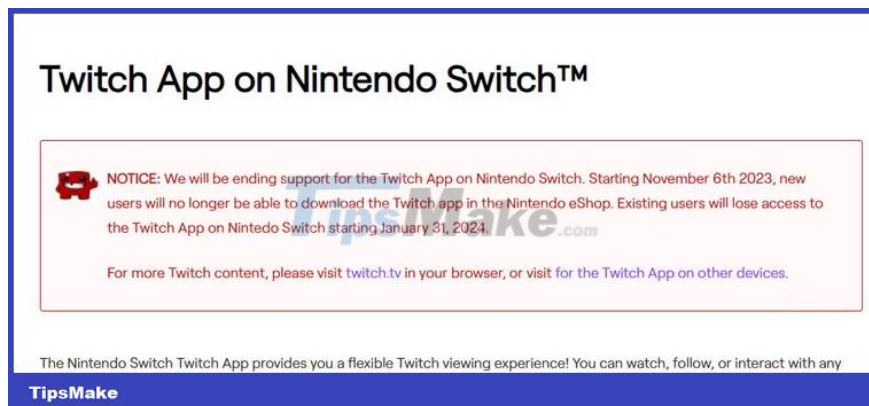 Twitch App on Nintendo Switch™
NOTICE: We will be ending support for the Twitch App on Nintendo Switch. Starting November 6th 2023, new
users will no longer be able to download the Twitch app in the Nintendo eShop. Existing users will lose access to
the Twitch App on Nintedo Switch starting January 31, 2024.
TipsMake.com
For more Twitch content, please visit twitch.tv in your browser, or visit for the Twitch App on other devices.
The Nintendo Switch Twitch App provides you a flexible Twitch viewing experience! You can watch, follow, or interact with any
TipsMake